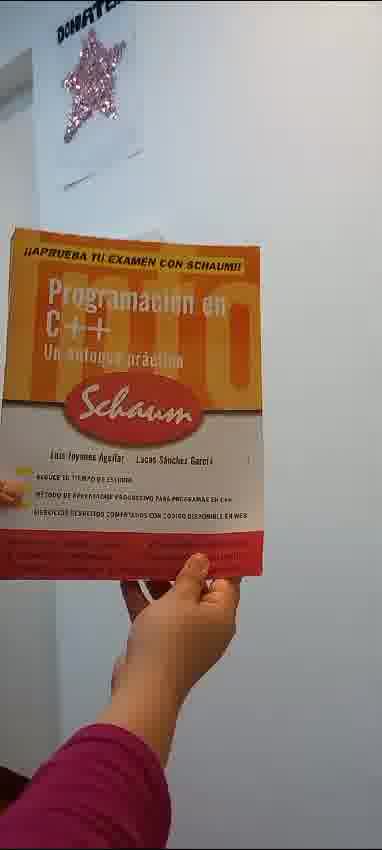 DONATE
¡¡APRUEBA TU EXAMEN CON SCHAUM!!
Programación en
C++
Un enfoque práctico
Schaum
Luis Joyanes Aguilar Lucas Sánchez García
REDUCE TU TIEMPO DE ESTUDIO
MÉTODO DE APRENDIZAJE PROGRESIVO PARA PROGRAMAR EN C++
EJERCICIOS RESUELTOS COMENTADOS CON CÓDIGO DISPONIBLE EN WEB